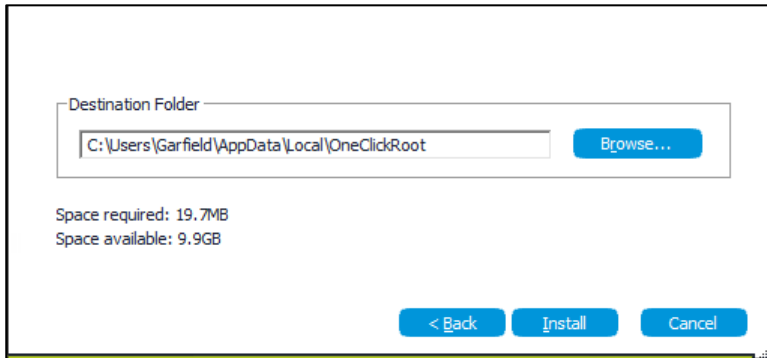 Destination Folder
C:\Users\Garfield\AppData\Local\OneClickRoot
Browse...
Space required: 19.7MB
Space available: 9.9GB
< Back
Install
Cancel